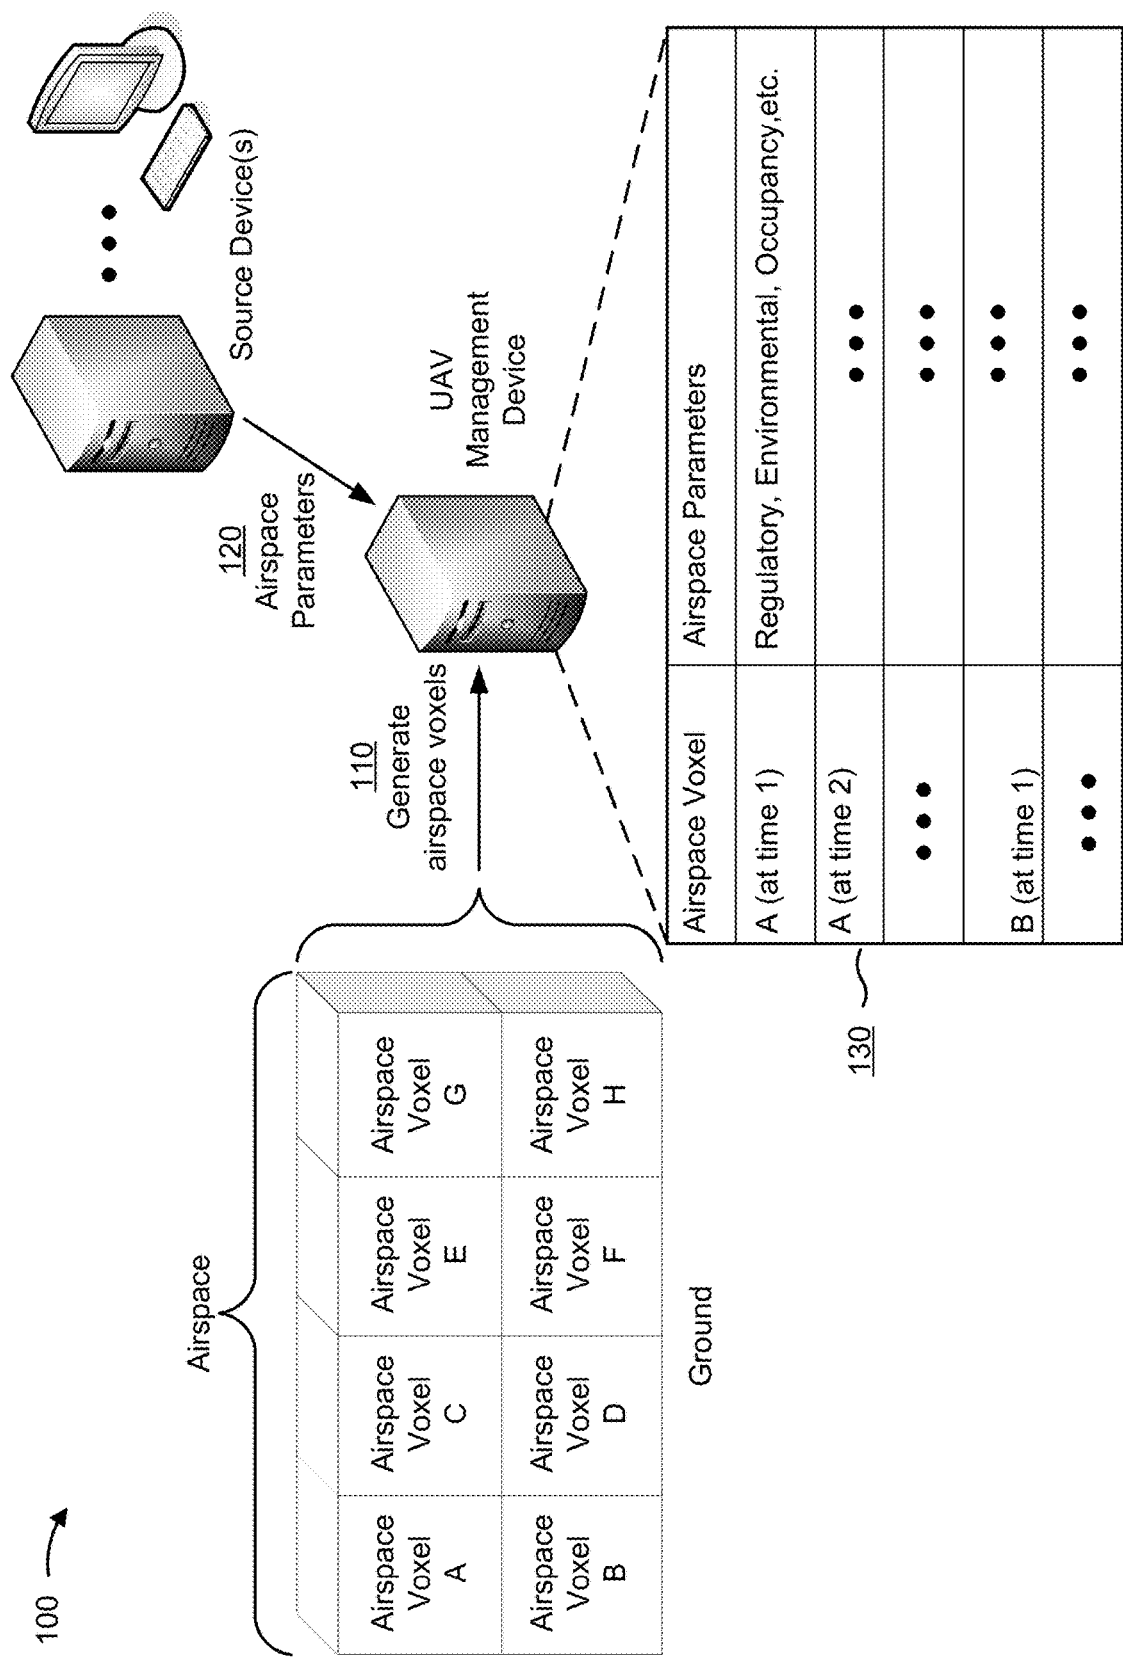 100
Airspace
Airspace
Voxel
A
Airspace
Voxel
C
Airspace
Voxel
E
Airspace
Voxel
G
Airspace
Voxel
B
Airspace
Voxel
D
Airspace
Voxel
F
Airspace
Voxel
H
Ground
110
Generate
airspace voxels
120
Airspace
Parameters
Source Device(s)
UAV
Management
Device
130
Airspace Voxel
Airspace Parameters
A (at time 1)
Regulatory, Environmental, Occupancy,etc.
A (at time 2)
B (at time 1)